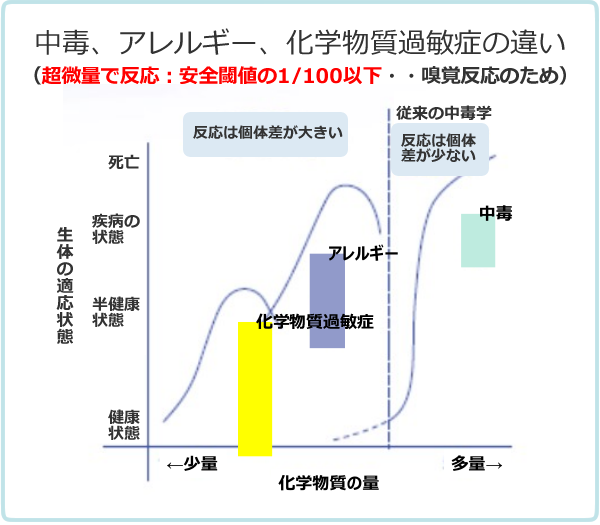 中毒、アレルギー、化学物質過敏症の違い
（超微量で反応：安全閾値の1/100以下・・嗅覚反応のため）
従来の中毒学
反応は個体差が大きい
反応は個体
差が少ない
死亡
疾病の
状態
半健康
状態
健康
状態
生体の適応状態
中毒
アレルギー
化学物質過敏症
←少量
多量→
化学物質の量